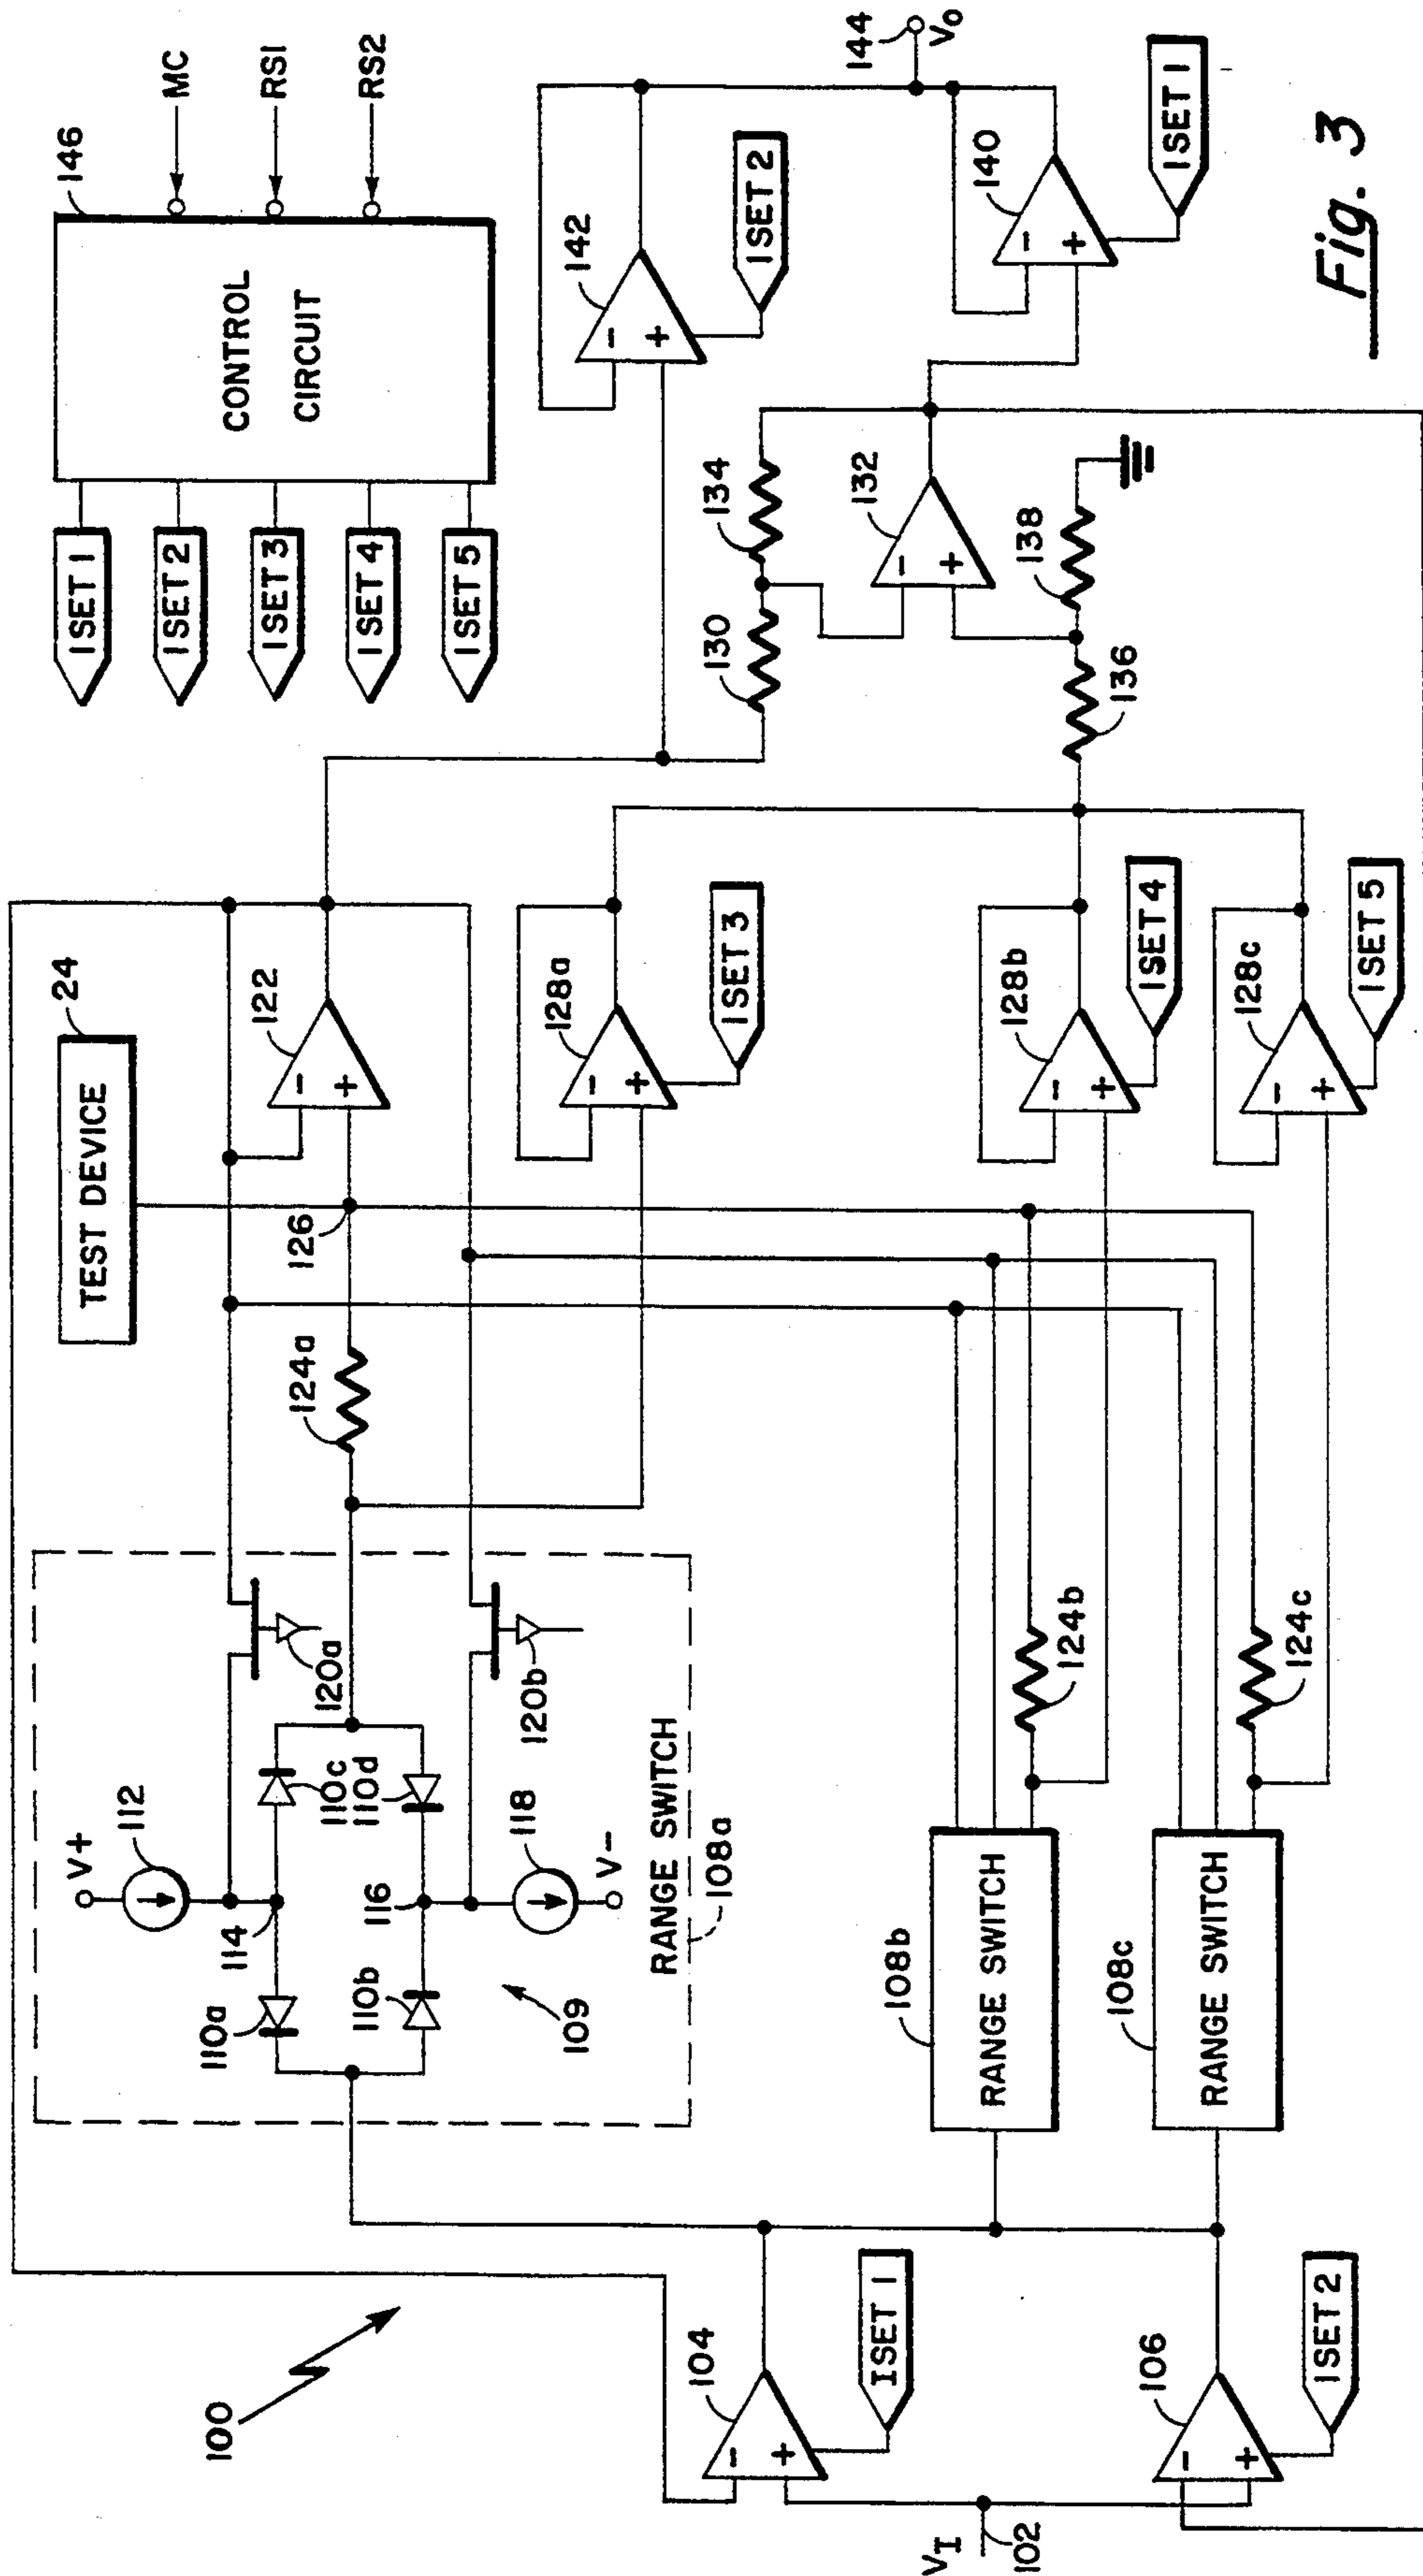 100
V+
112
114
110a
110b
110c
110d
116
118
V-
109
120a
120b
RANGE SWITCH
108a
TEST DEVICE
24
124a
126
122
128a
ISET 3
ISET 1
ISET 2
ISET 3
ISET 4
ISET 5
CONTROL
CIRCUIT
146
MC
RS1
RS2
142
ISET 2
144
VO
130
134
132
136
138
140
ISET 1
104
ISET 1
VI
102
106
ISET 2
108b
RANGE SWITCH
108c
RANGE SWITCH
124b
124c
128b
ISET 4
128c
ISET 5
Fig. 3